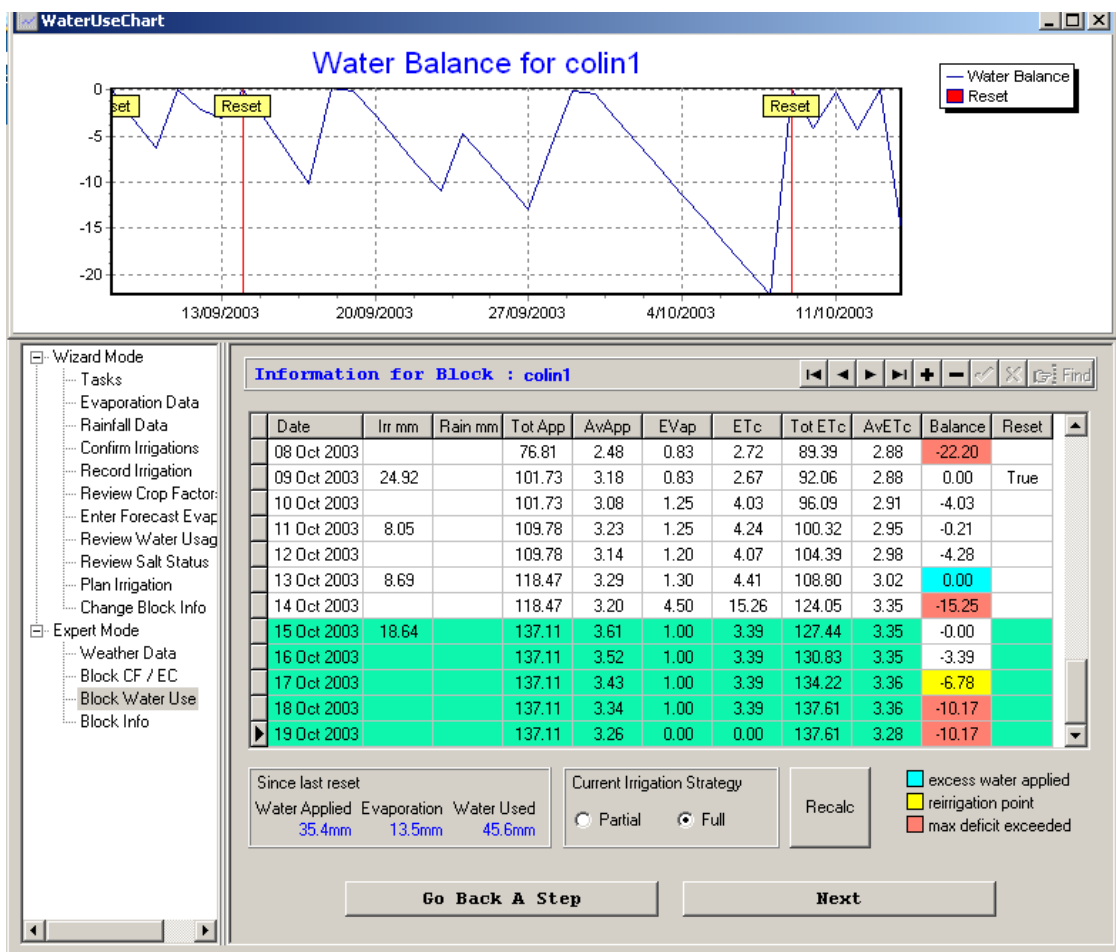 WaterUseChart
Water Balance for colin1
Water Balance
Reset
set Reset Reset
0
-5
-10
-15
-20
13/09/2003 20/09/2003 27/09/2003 4/10/2003 11/10/2003
Wizard Mode
Tasks
Evaporation Data
Rainfall Data
Confirm Irrigations
Record Irrigation
Review Crop Factor
Enter Forecast Evap
Review Water Usag
Review Salt Status
Plan Irrigation
Change Block Info
Expert Mode
Weather Data
Block CF / EC
Block Water Use
Block Info
Information for Block : colin1
Find
Date Irr mm Rain mm Tot App AvApp EVap ETc Tot ETc AvETc Balance Reset
08 Oct 2003 76.81 2.48 0.83 2.72 89.39 2.88 -22.20
09 Oct 2003 24.92 101.73 3.18 0.83 2.67 92.06 2.88 0.00 True
10 Oct 2003 101.73 3.08 1.25 4.03 96.09 2.91 -4.03
11 Oct 2003 8.05 109.78 3.23 1.25 4.24 100.32 2.95 -0.21
12 Oct 2003 109.78 3.14 1.20 4.07 104.39 2.98 -4.28
13 Oct 2003 8.69 118.47 3.29 1.30 4.41 108.80 3.02 0.00
14 Oct 2003 118.47 3.20 4.50 15.26 124.05 3.35 -15.25
15 Oct 2003 18.64 137.11 3.61 1.00 3.39 127.44 3.35 -0.00
16 Oct 2003 137.11 3.52 1.00 3.39 130.83 3.35 -3.39
17 Oct 2003 137.11 3.43 1.00 3.39 134.22 3.36 -6.78
18 Oct 2003 137.11 3.34 1.00 3.39 137.61 3.36 -10.17
19 Oct 2003 137.11 3.26 0.00 0.00 137.61 3.28 -10.17
Since last reset
Water Applied Evaporation Water Used
35.4mm 13.5mm 45.6mm
Current Irrigation Strategy
Partial Full
Recalc
excess water applied
reirrigation point
max deficit exceeded
Go Back A Step
Next